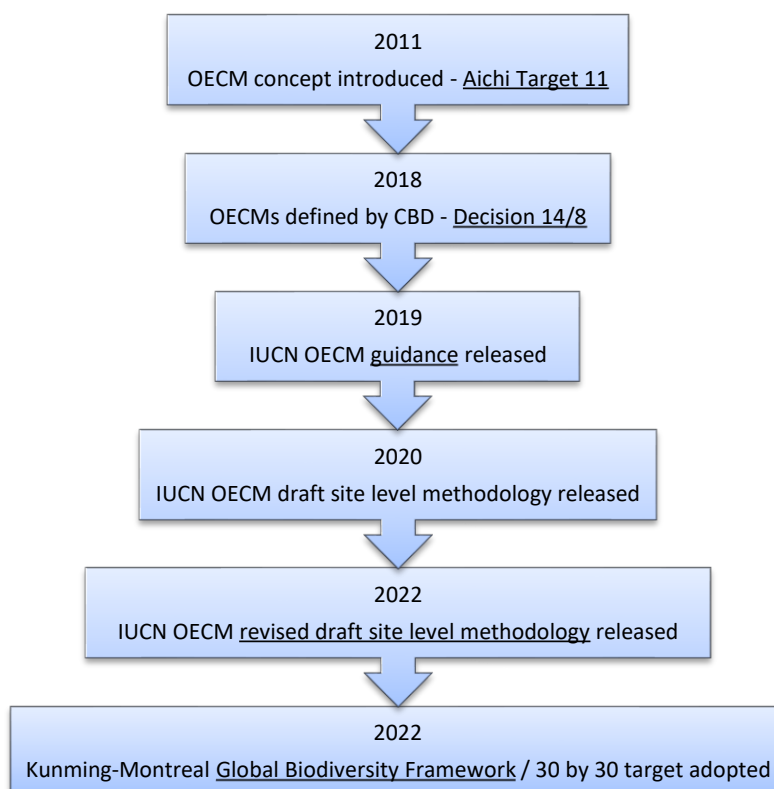 2011
OECM concept introduced - Aichi Target 11
2018
OECMs defined by CBD - Decision 14/8
2019
IUCN OECM guidance released
2020
IUCN OECM draft site level methodology released
2022
IUCN OECM revised draft site level methodology released
2022
Kunming-Montreal Global Biodiversity Framework / 30 by 30 target adopted